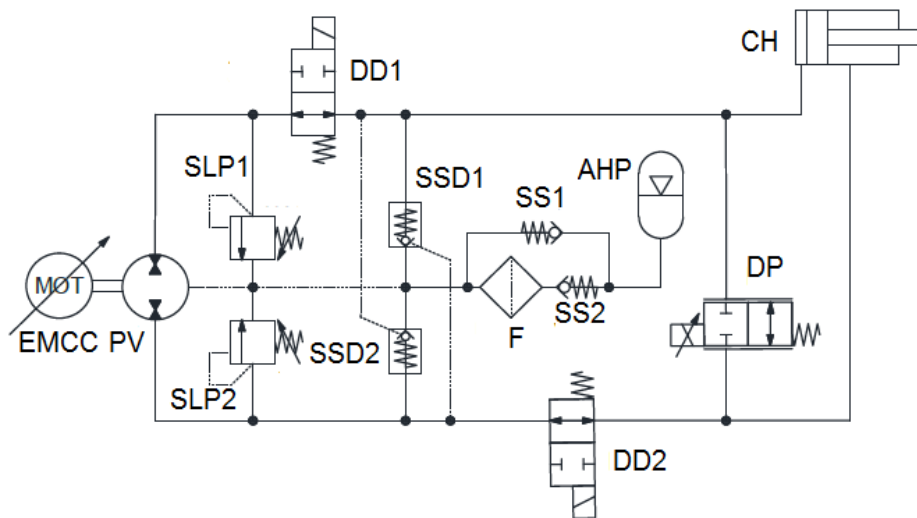 CH
DD1
SLP1
SSD1
AHP
SS1
MOT
DP
EMCC PV
SSD2
F
SS2
SLP2
DD2